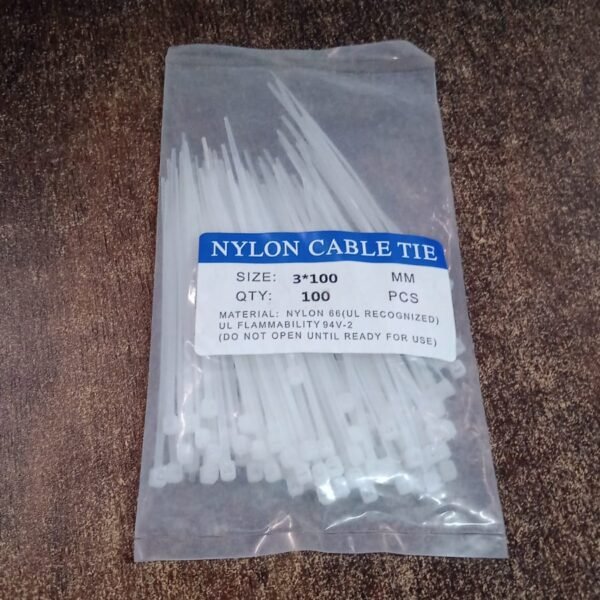 NYLON CABLE TIE
SIZE: 3*100 MM
QTY: 100 PCS
MATERIAL: NYLON 66(UL RECOGNIZED)
UL FLAMMABILITY 94V-2
(DO NOT OPEN UNTIL READY FOR USE)